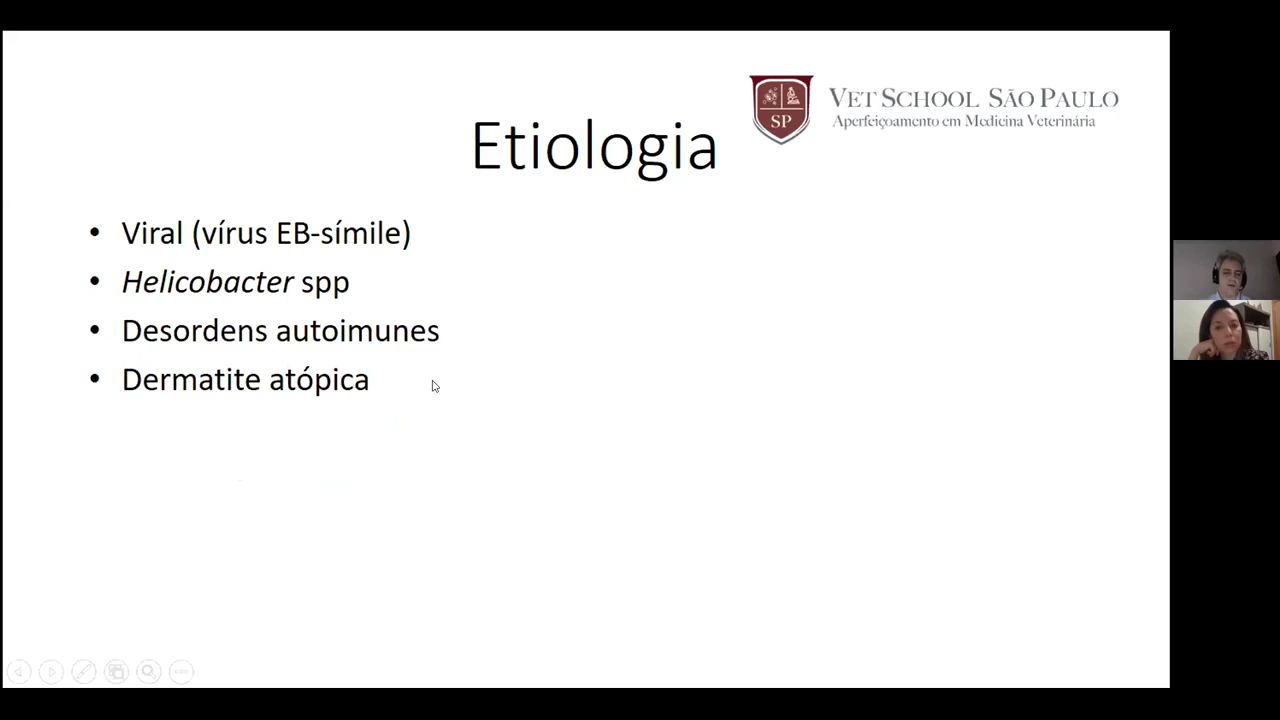 VET SCHOOL SÃO PAULO
Aperfeiçoamento em Medicina Veterinária
SP
Etiologia
• Viral (vírus EB-símile)
• Helicobacter spp
• Desordens autoimunes
• Dermatite atópica